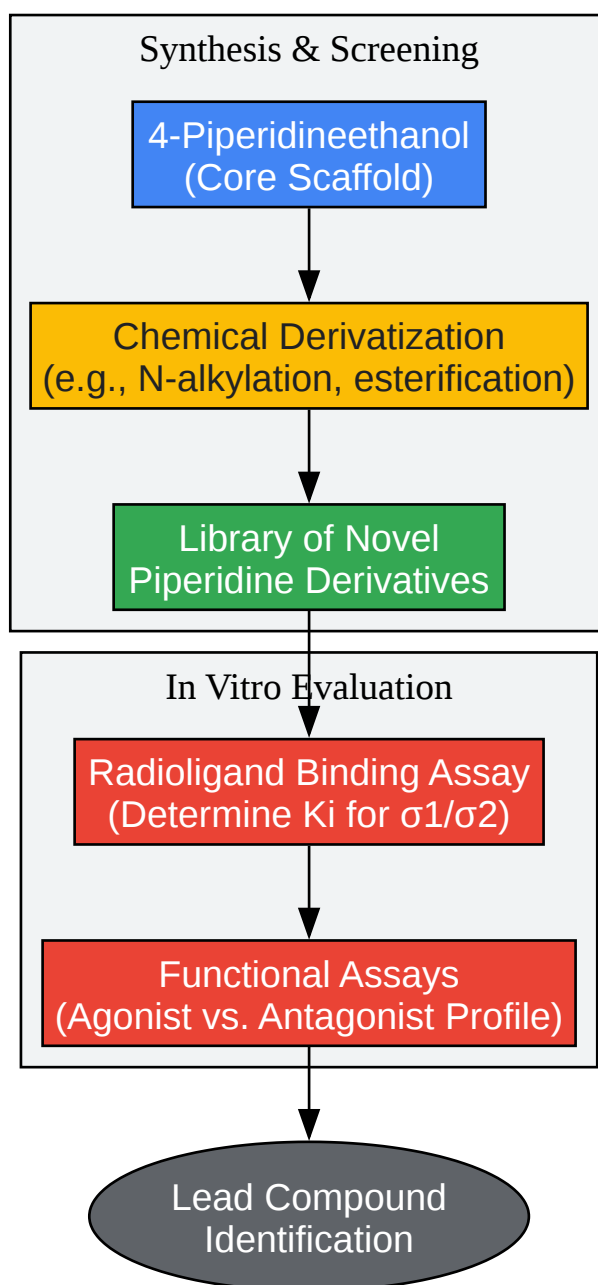 Synthesis & Screening
4-Piperidineethanol
(Core Scaffold)
Chemical Derivatization
(e.g., N-alkylation, esterification)
Library of Novel
Piperidine Derivatives
In Vitro Evaluation
Radioligand Binding Assay
(Determine Ki for σ1/σ2)
Functional Assays
(Agonist vs. Antagonist Profile)
Lead Compound
Identification